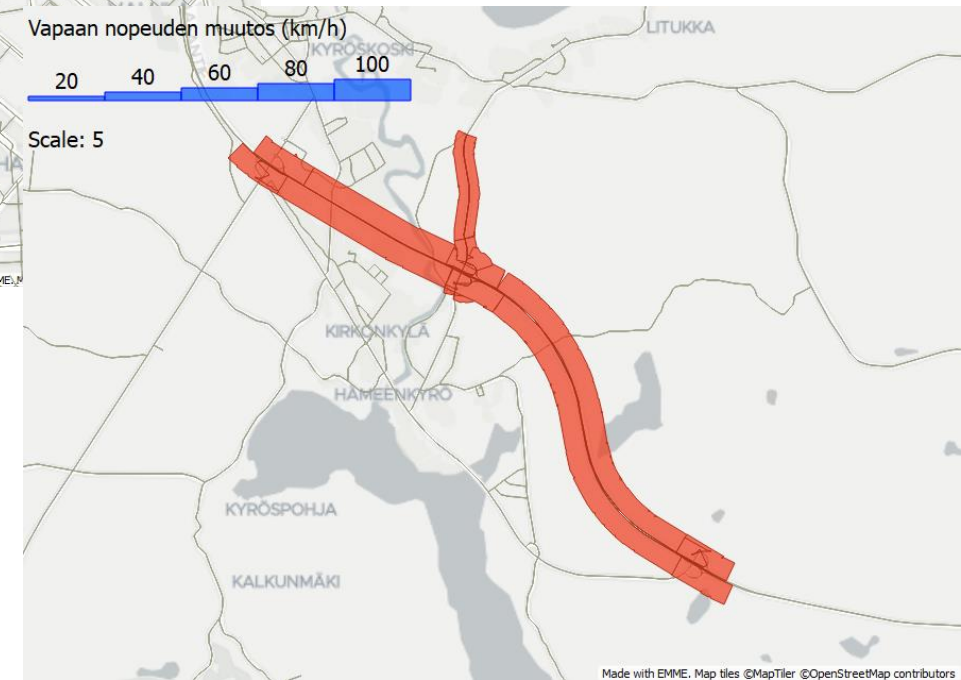 Vapaan nopeuden muutos (km/h)
20 40 60 80 100
Scale: 5
KYRÖSKOSKI
LITUKKA
KIRKONKYLÄ
HÄMEENKYRÖ
KYRÖSPOHJA
KALKUNMÄKI
Made with EMME. Map tiles ©MapTiler ©OpenStreetMap contributors